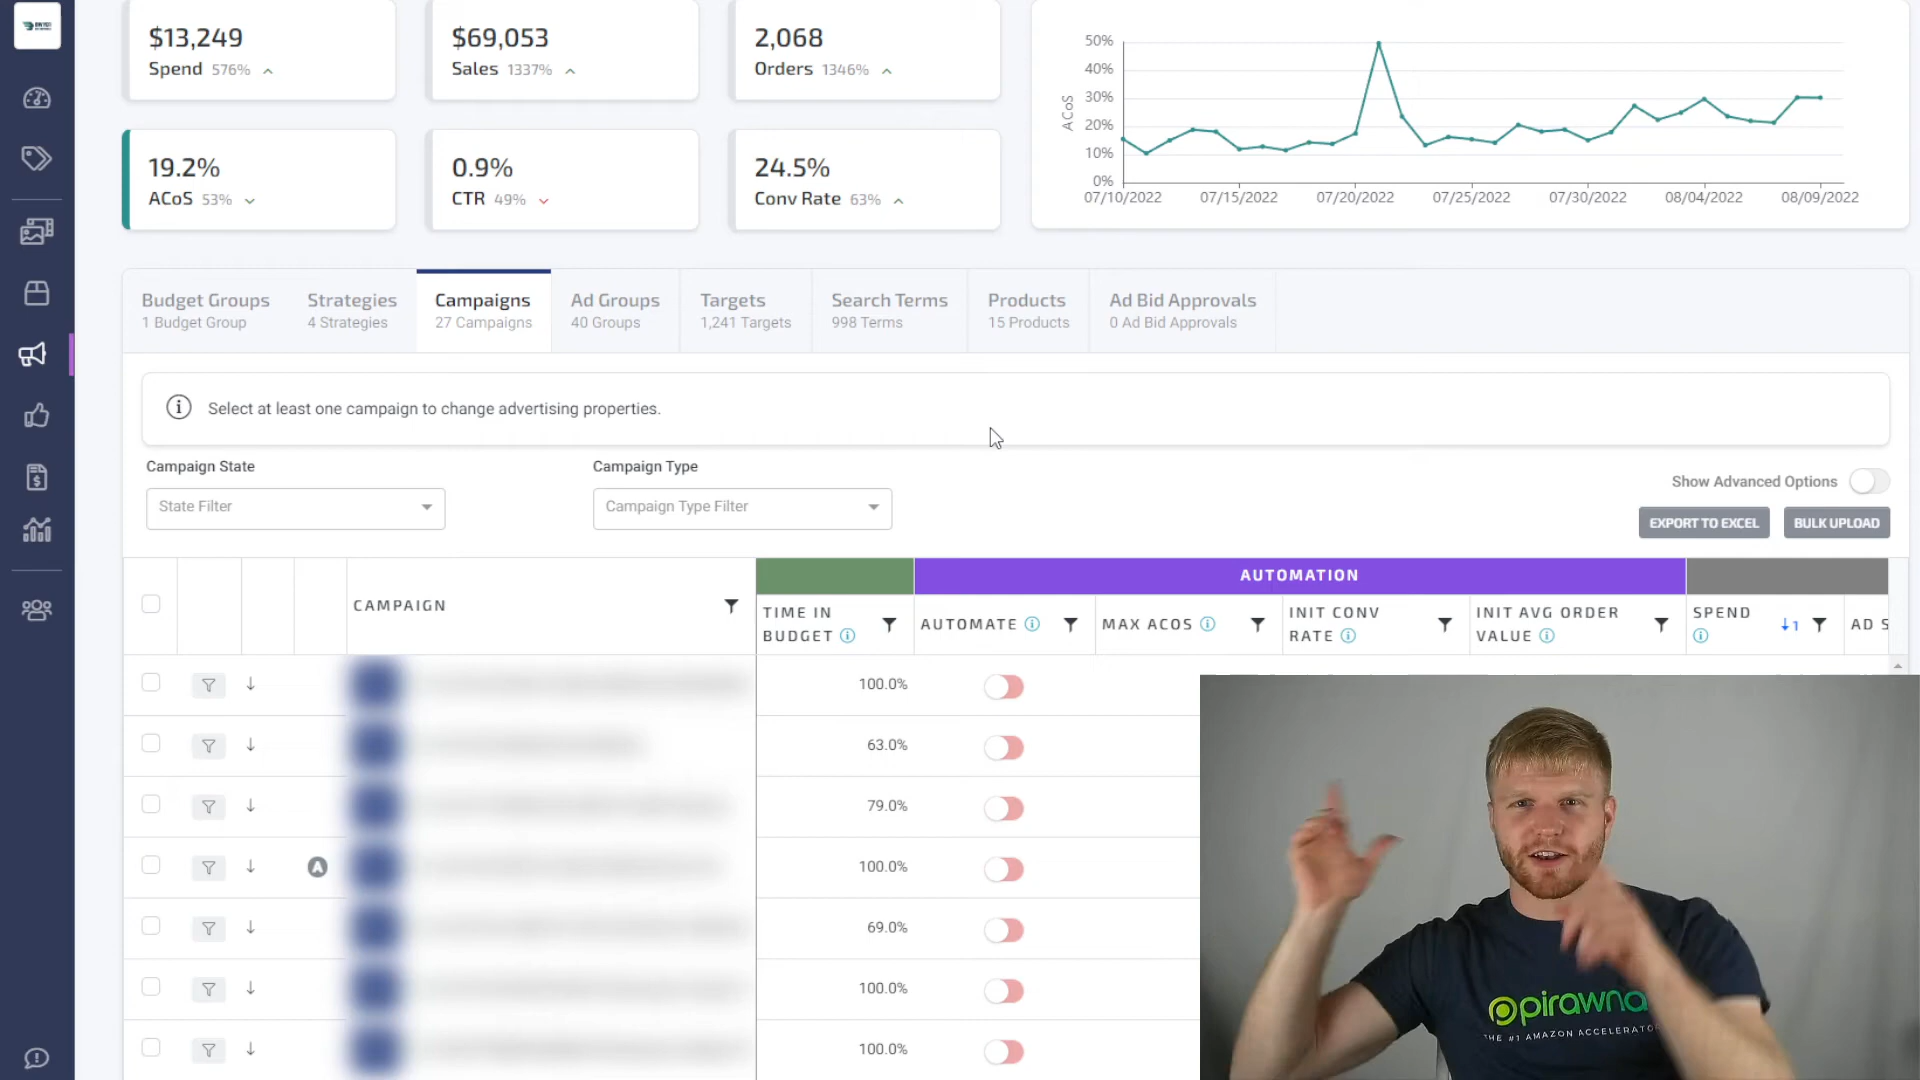 $13,249
Spend 576%
$69,053
Sales 1337%
2,068
Orders 1346%
19.2%
ACoS 53%
0.9%
CTR 49%
24.5%
Conv Rate 63%
ACoS
50%
40%
30%
20%
10%
0%
07/10/2022 07/15/2022 07/20/2022 07/25/2022 07/30/2022 08/04/2022 08/09/2022
Budget Groups
1 Budget Group
Strategies
4 Strategies
Campaigns
27 Campaigns
Ad Groups
40 Groups
Targets
1,241 Targets
Search Terms
998 Terms
Products
15 Products
Ad Bid Approvals
0 Ad Bid Approvals
Select at least one campaign to change advertising properties.
Campaign State
State Filter
Campaign Type
Campaign Type Filter
Show Advanced Options
EXPORT TO EXCEL
BULK UPLOAD
AUTOMATION
CAMPAIGN
TIME IN
BUDGET
AUTOMATE
MAX ACOS
INIT CONV
RATE
INIT AVG ORDER
VALUE
SPEND
1
AD S
100.0%
63.0%
79.0%
A
100.0%
69.0%
100.0%
100.0%
pirawna
THE #1 AMAZON ACCELERATOR